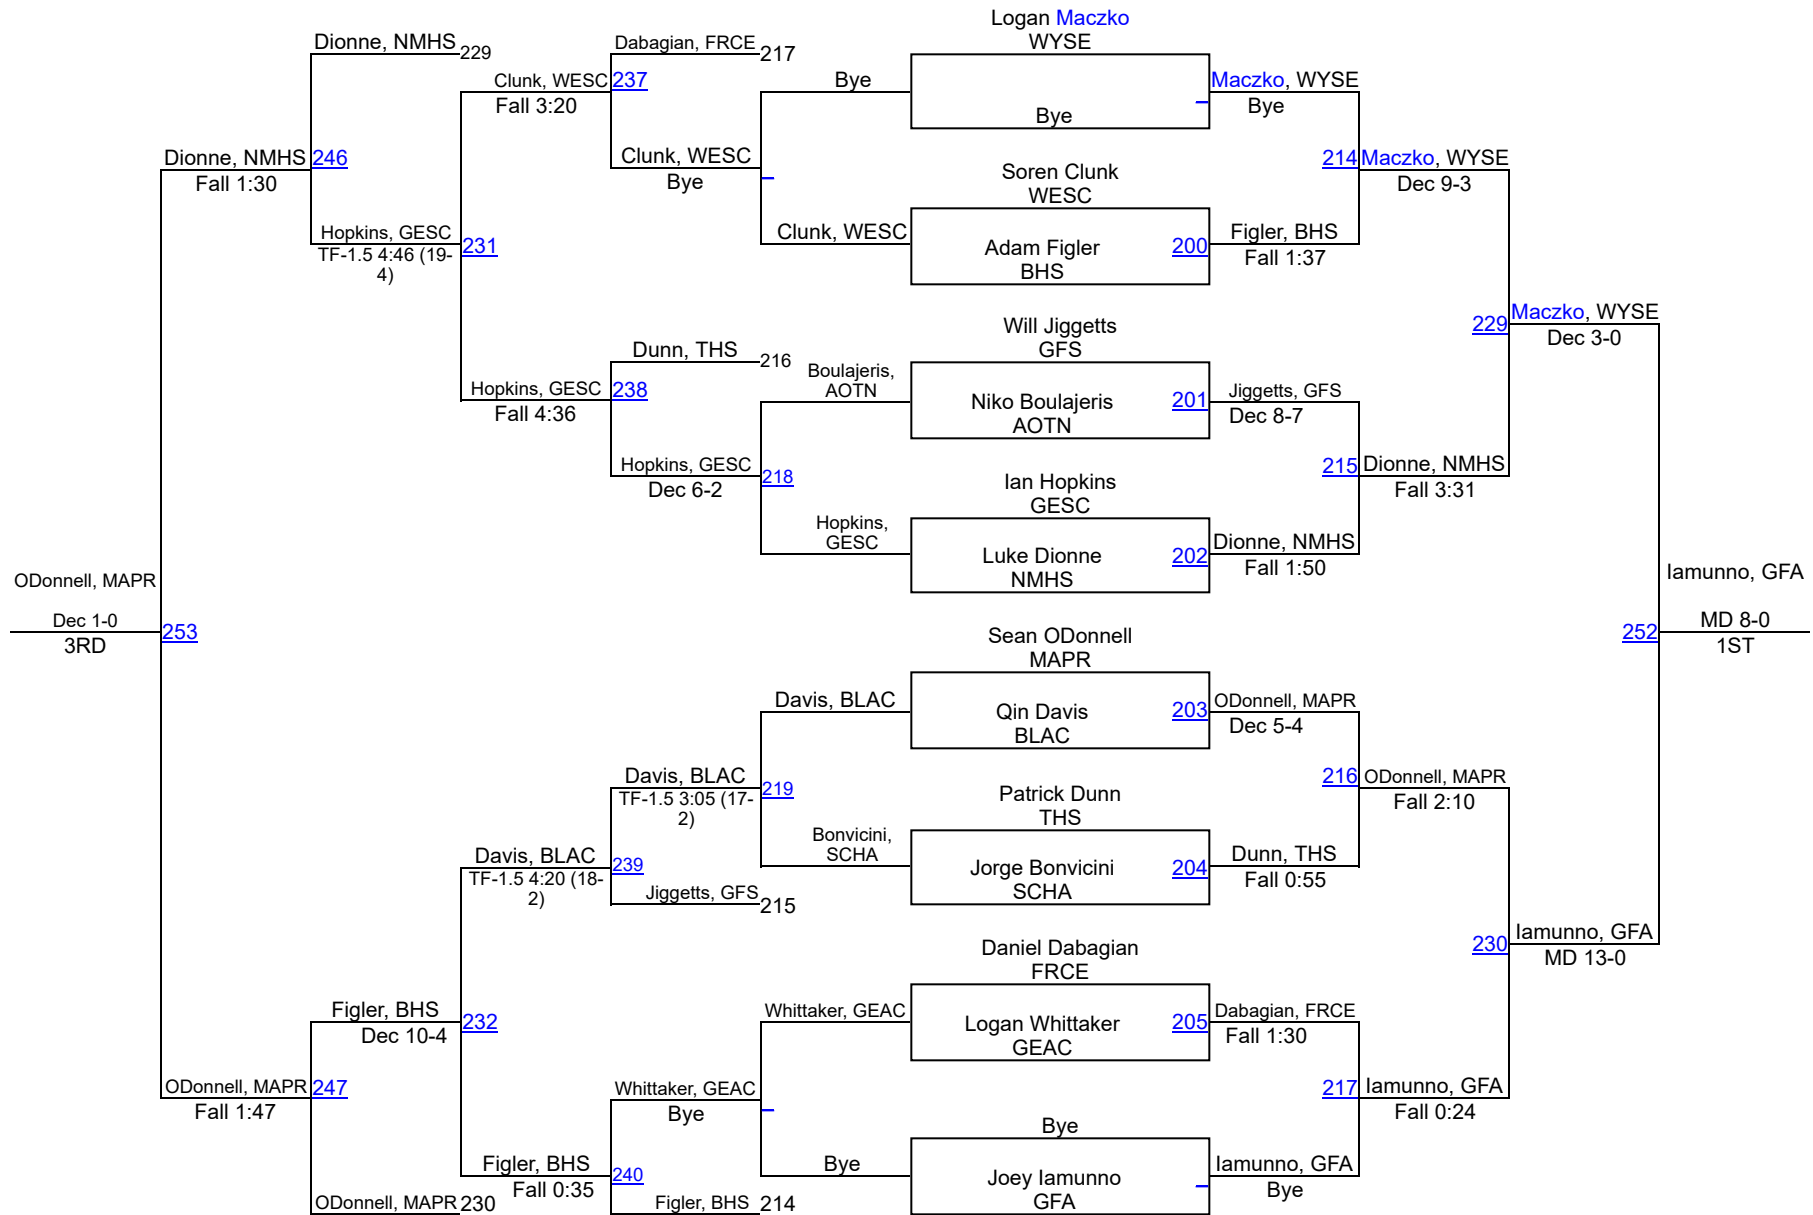 Logan Maczko
WYSE
Dionne, NMHS
229
Dabagian, FRCE
217
Clunk, WESC
237
Fall 3:20
Bye
Bye
Maczko, WYSE
Bye
Dionne, NMHS
246
Fall 1:30
Clunk, WESC
Bye
Soren Clunk
WESC
214
Maczko, WYSE
Dec 9-3
Hopkins, GESC
TF-1.5 4:46 (19-
4)
231
Clunk, WESC
Adam Figler
BHS
200
Figler, BHS
Fall 1:37
Will Jiggetts
GFS
229
Maczko, WYSE
Dec 3-0
Dunn, THS
216
Boulajeris,
AOTN
Hopkins, GESC
238
Fall 4:36
Niko Boulajeris
AOTN
201
Jiggetts, GFS
Dec 8-7
Hopkins, GESC
Dec 6-2
218
Ian Hopkins
GESC
215
Dionne, NMHS
Fall 3:31
Hopkins,
GESC
Luke Dionne
NMHS
202
Dionne, NMHS
Fall 1:50
ODonnell, MAPR
Dec 1-0
3RD
253
Iamunno, GFA
252
MD 8-0
1ST
Sean ODonnell
MAPR
Davis, BLAC
Qin Davis
BLAC
203
ODonnell, MAPR
Dec 5-4
Davis, BLAC
TF-1.5 3:05 (17-
2)
219
Patrick Dunn
THS
216
ODonnell, MAPR
Fall 2:10
Bonvicini,
SCHA
Davis, BLAC
TF-1.5 4:20 (18-
2)
239
Jorge Bonvicini
SCHA
204
Dunn, THS
Fall 0:55
Jiggetts, GFS
215
Daniel Dabagian
FRCE
230
Iamunno, GFA
MD 13-0
Figler, BHS
Dec 10-4
232
Whittaker, GEAC
Logan Whittaker
GEAC
205
Dabagian, FRCE
Fall 1:30
ODonnell, MAPR
247
Fall 1:47
Whittaker, GEAC
Bye
217
Iamunno, GFA
Fall 0:24
Bye
Figler, BHS
Fall 0:35
240
Bye
Joey Iamunno
GFA
Iamunno, GFA
Bye
ODonnell, MAPR
230
Figler, BHS
214